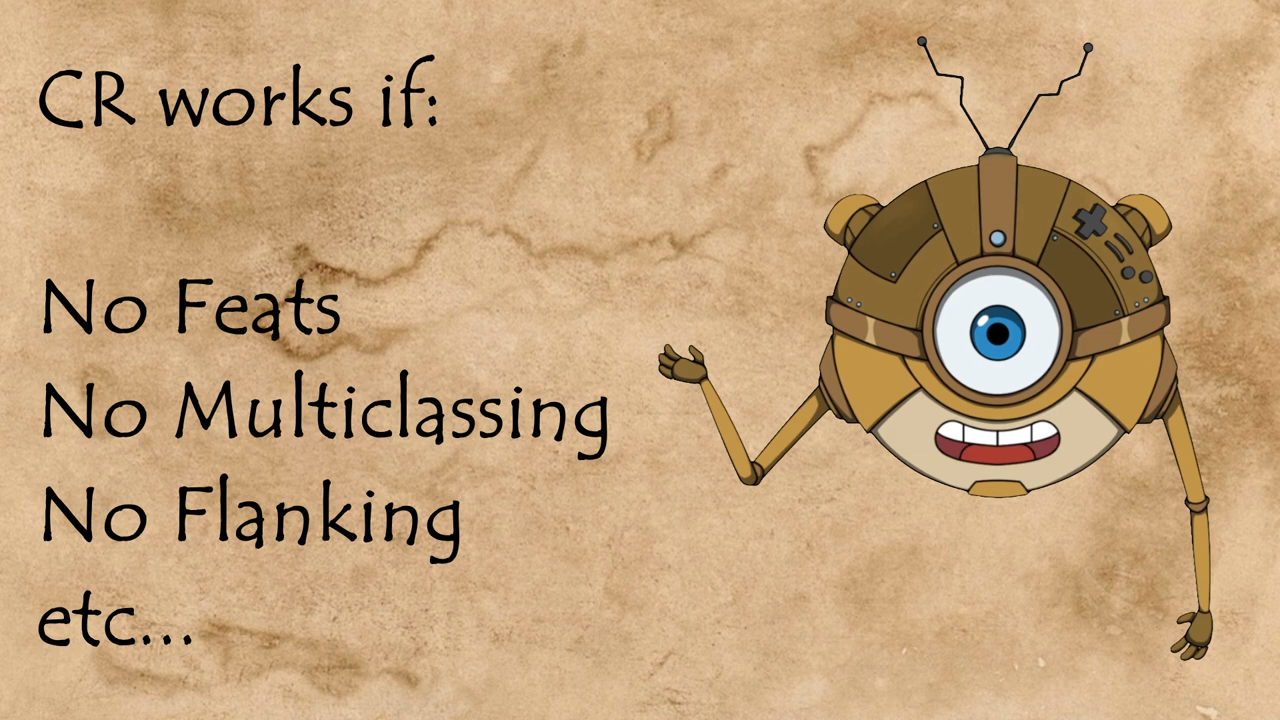 CR works if:
No Feats
No Multiclassing
No Flanking
etc...